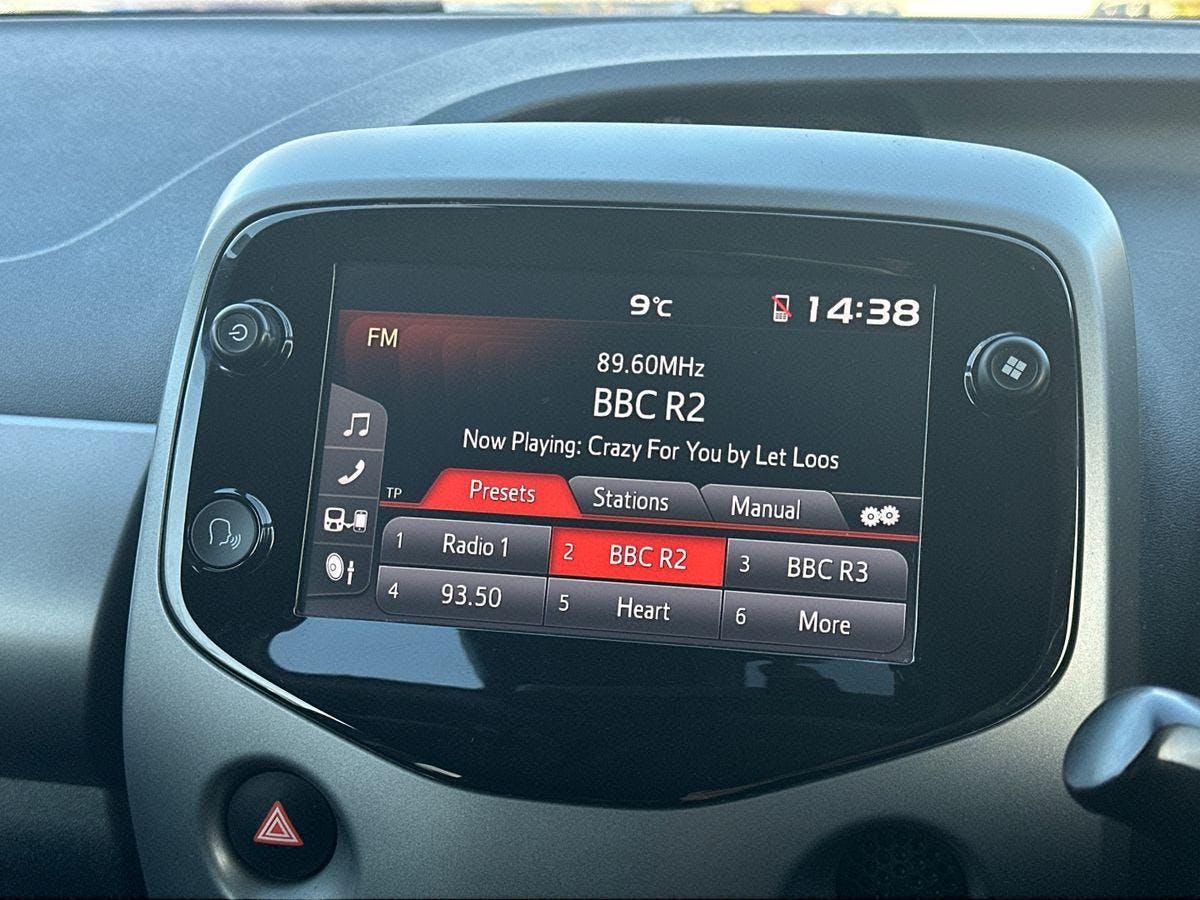 9℃ 14:38
FM
89.60MHz
BBC R2
Now Playing: Crazy For You by Let Loos
TP Presets Stations Manual
1 Radio 1 2 BBC R2 3 BBC R3
4 93.50 5 Heart 6 More